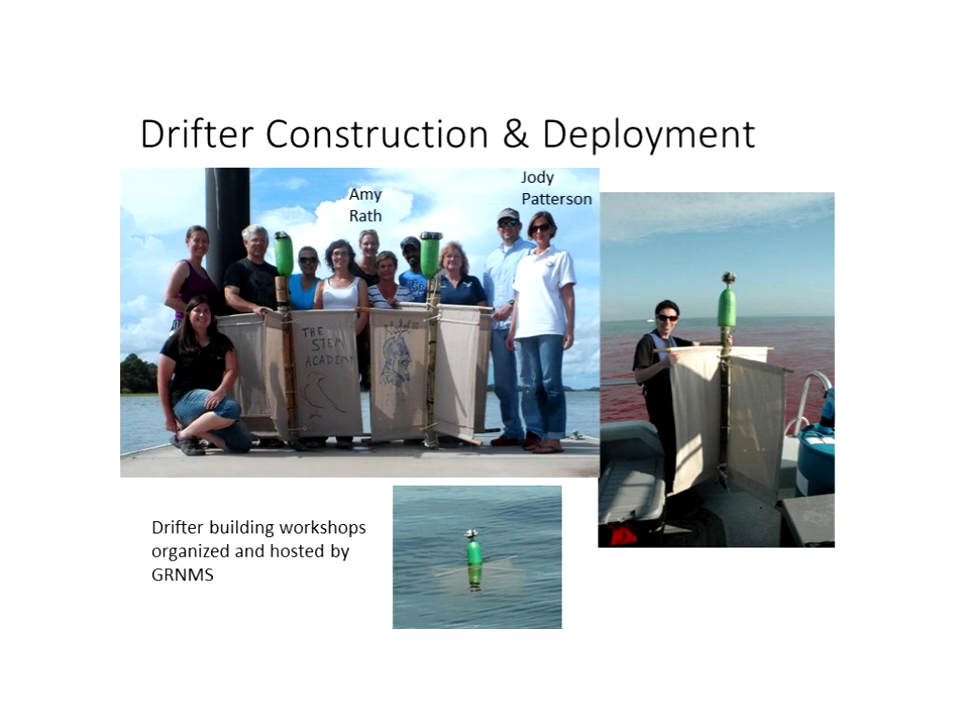 Drifter Construction & Deployment
Amy
Rath
Jody
Patterson
THE
STEM
ACADEMY
Drifter building workshops
organized and hosted by
GRNMS